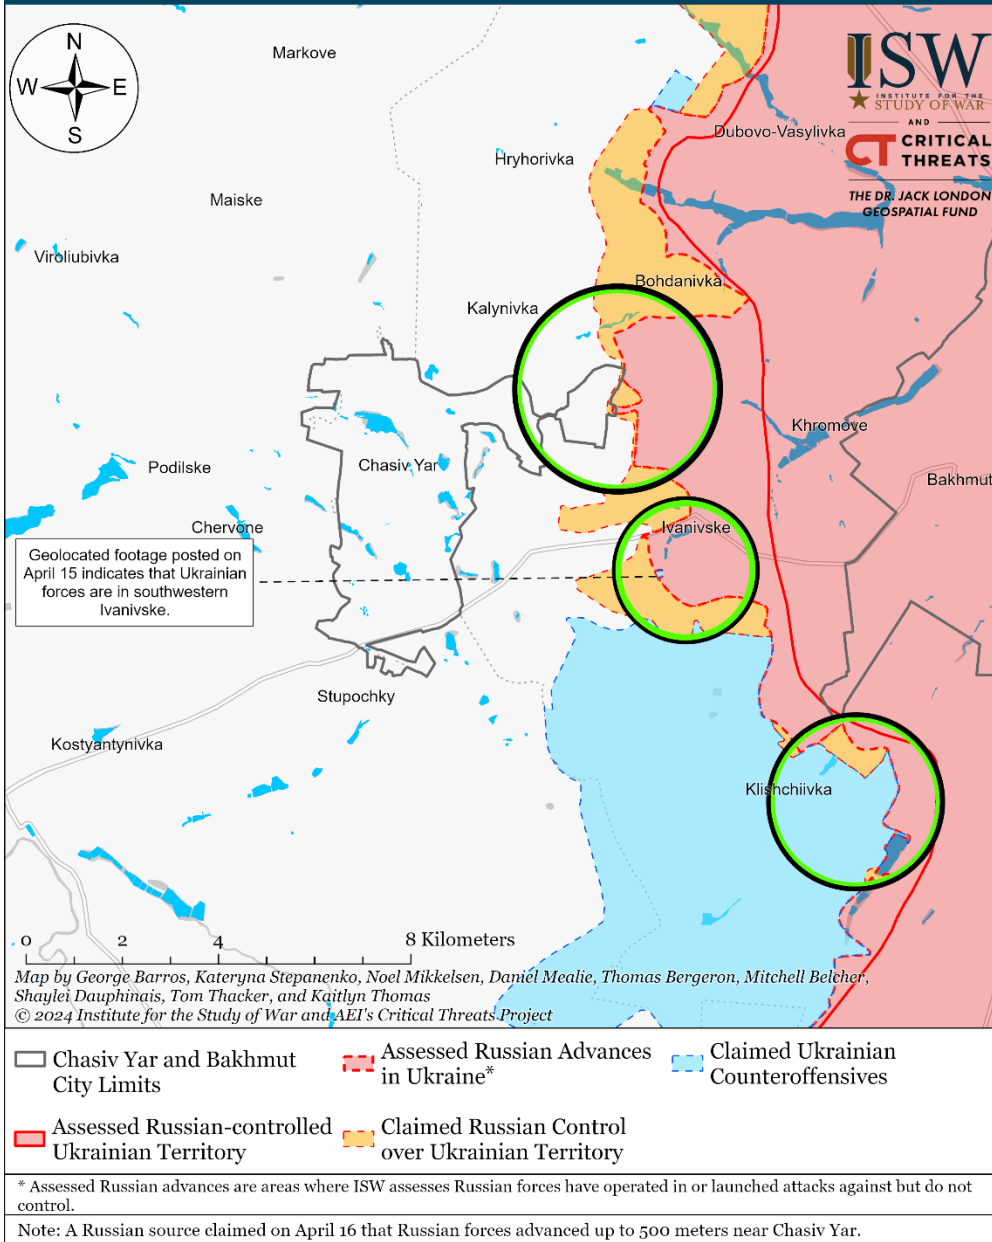 N
W
E
S
Markove
ISW
INSTITUTE FOR THE
STUDY OF WAR
AND
CT CRITICAL
THREATS
THE DR. JACK LONDON
GEOSPATIAL FUND
Dubovo-Vasylivka
Hryhorivka
Maiske
Viroliubivka
Bohdanivka
Kalynivka
Khromove
Podilske
Chasiv Yar
Bakhmut
Chervone
Ivanivske
Geolocated footage posted on
April 15 indicates that Ukrainian
forces are in southwestern
Ivanivske.
Stupochky
Kostyantynivka
Klishchiivka
0 2 4 8 Kilometers
Map by George Barros, Kateryna Stepanenko, Noel Mikkelsen, Daniel Mealie, Thomas Bergeron, Mitchell Belcher,
Shaylei Dauphinais, Tom Thacker, and Kaitlyn Thomas
© 2024 Institute for the Study of War and AEI's Critical Threats Project
Chasiv Yar and Bakhmut
City Limits
Assessed Russian Advances
in Ukraine*
Claimed Ukrainian
Counteroffensives
Assessed Russian-controlled
Ukrainian Territory
Claimed Russian Control
over Ukrainian Territory
* Assessed Russian advances are areas where ISW assesses Russian forces have operated in or launched attacks against but do not
control.
Note: A Russian source claimed on April 16 that Russian forces advanced up to 500 meters near Chasiv Yar.